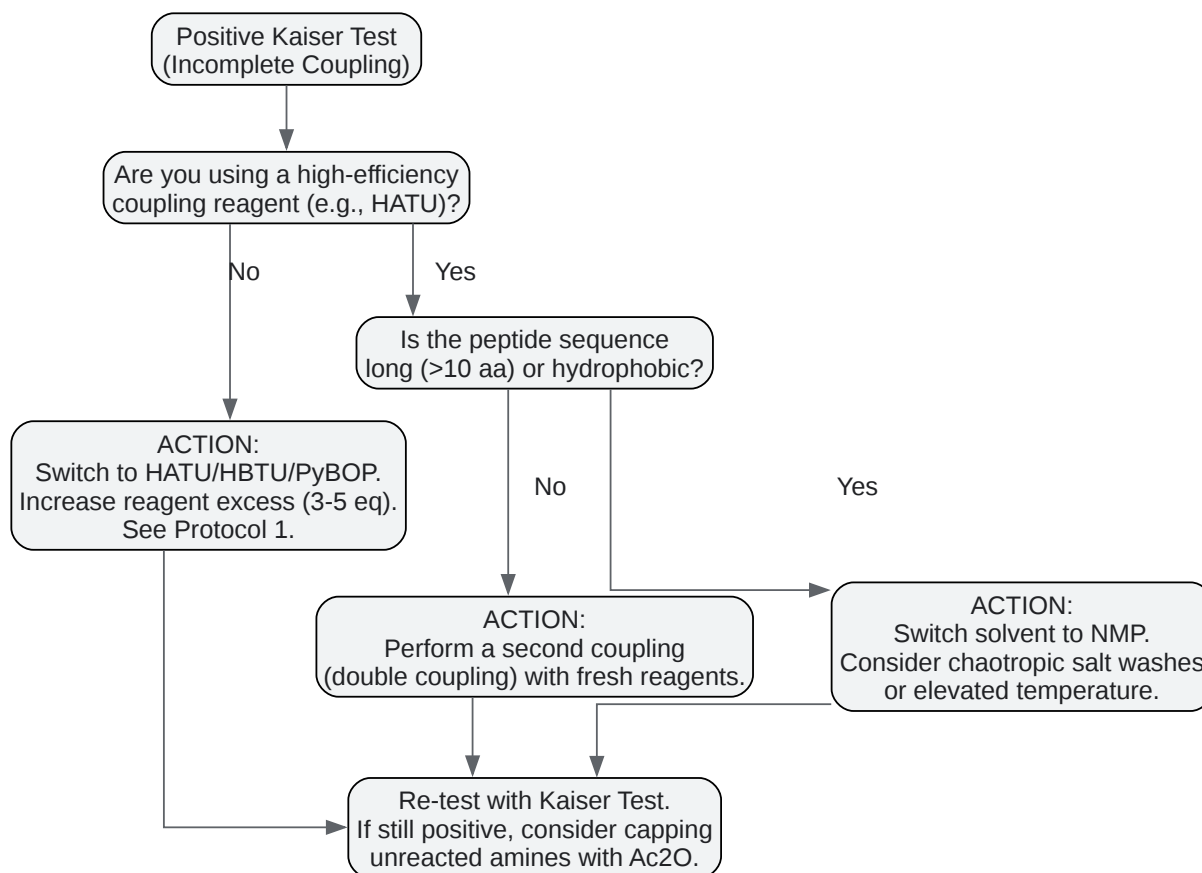 Positive Kaiser Test
(Incomplete Coupling)
Are you using a high-efficiency
coupling reagent (e.g., HATU)?
No
Yes
Is the peptide sequence
long (>10 aa) or hydrophobic?
ACTION:
Switch to HATU/HBTU/PyBOP.
Increase reagent excess (3-5 eq).
See Protocol 1.
No
Yes
ACTION:
Perform a second coupling
(double coupling) with fresh reagents.
ACTION:
Switch solvent to NMP.
Consider chaotropic salt washes
or elevated temperature.
Re-test with Kaiser Test.
If still positive, consider capping
unreacted amines with Ac2O.